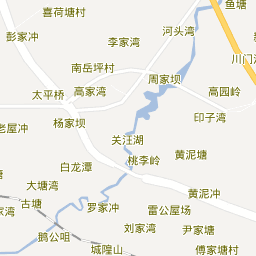 喜荷塘村
鱼塘
河头湾
彭家冲
李家湾
川门
南岳坪村
周家坝
太平桥
高家湾
高园岭
印子湾
杨家坝
老屋冲
关汪湖
黄泥塘
桃李岭
白龙潭
大塘湾
黄泥冲
古塘
罗家冲
雷公屋场
家湾
刘家湾
尹家塘
鹅公咀
城隍山
傅家塘村